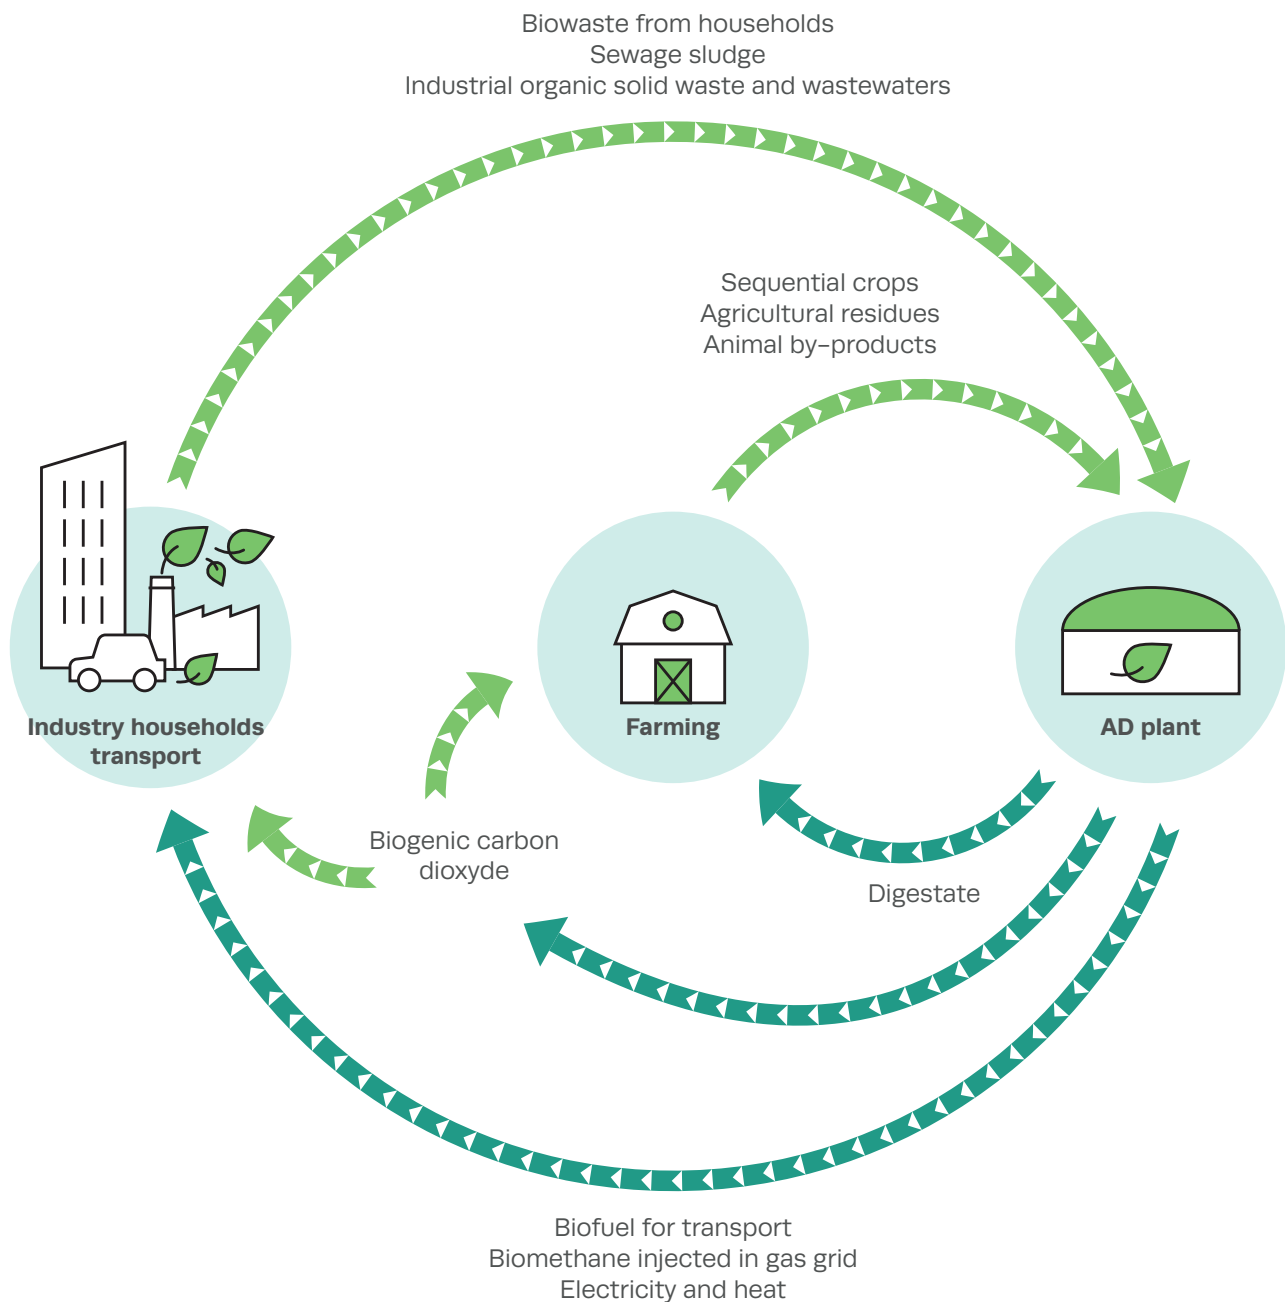 Biowaste from households
Sewage sludge
Industrial organic solid waste and wastewaters
Sequential crops
Agricultural residues
Animal by-products
Industry households
transport
Farming
AD plant
Biogenic carbon
dioxyde
Digestate
Biofuel for transport
Biomethane injected in gas grid
Electricity and heat